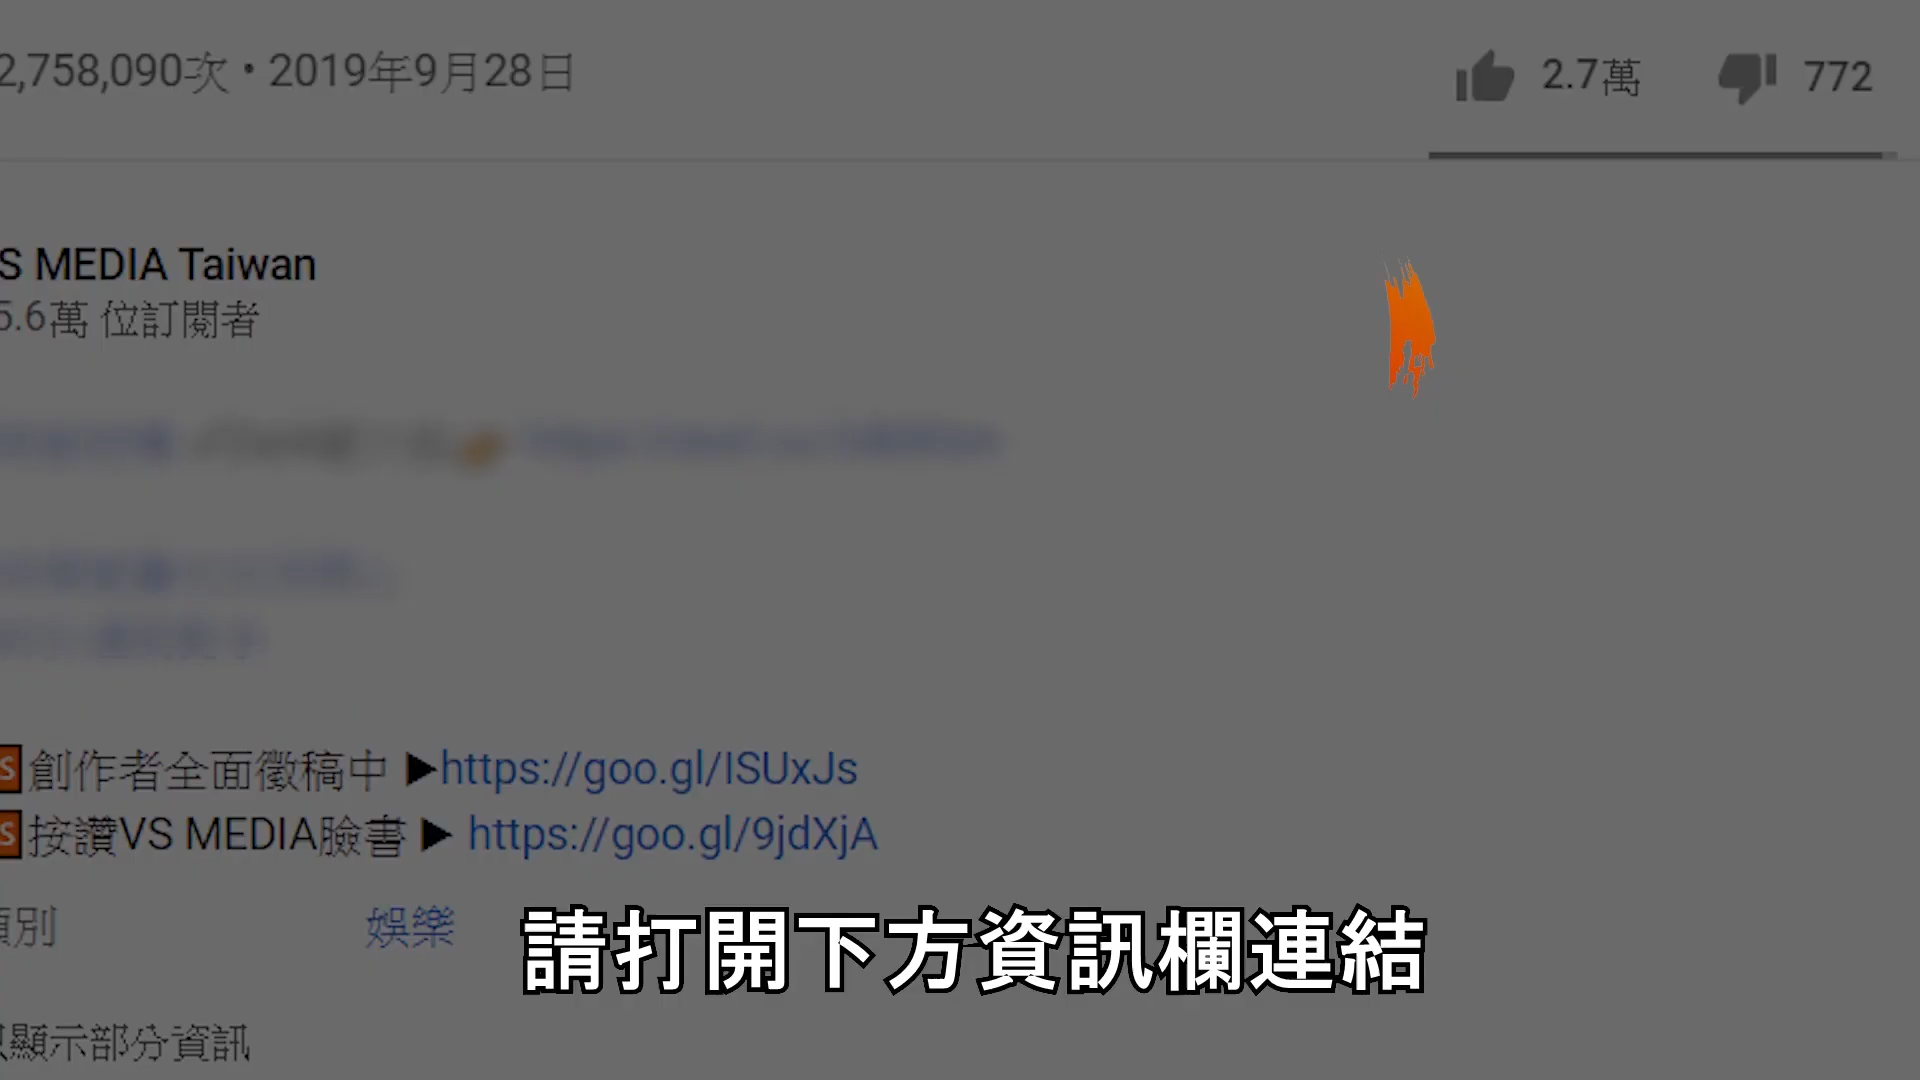 2,758,090次 • 2019年9月28日
2.7萬
772
S MEDIA Taiwan
5.6萬 位訂閱者
S 創作者全面徵稿中 ▶https://goo.gl/ISUxJs
S 按讚VS MEDIA臉書 ▶ https://goo.gl/9jdXjA
類別 娛樂
請打開下方資訊欄連結
只顯示部分資訊